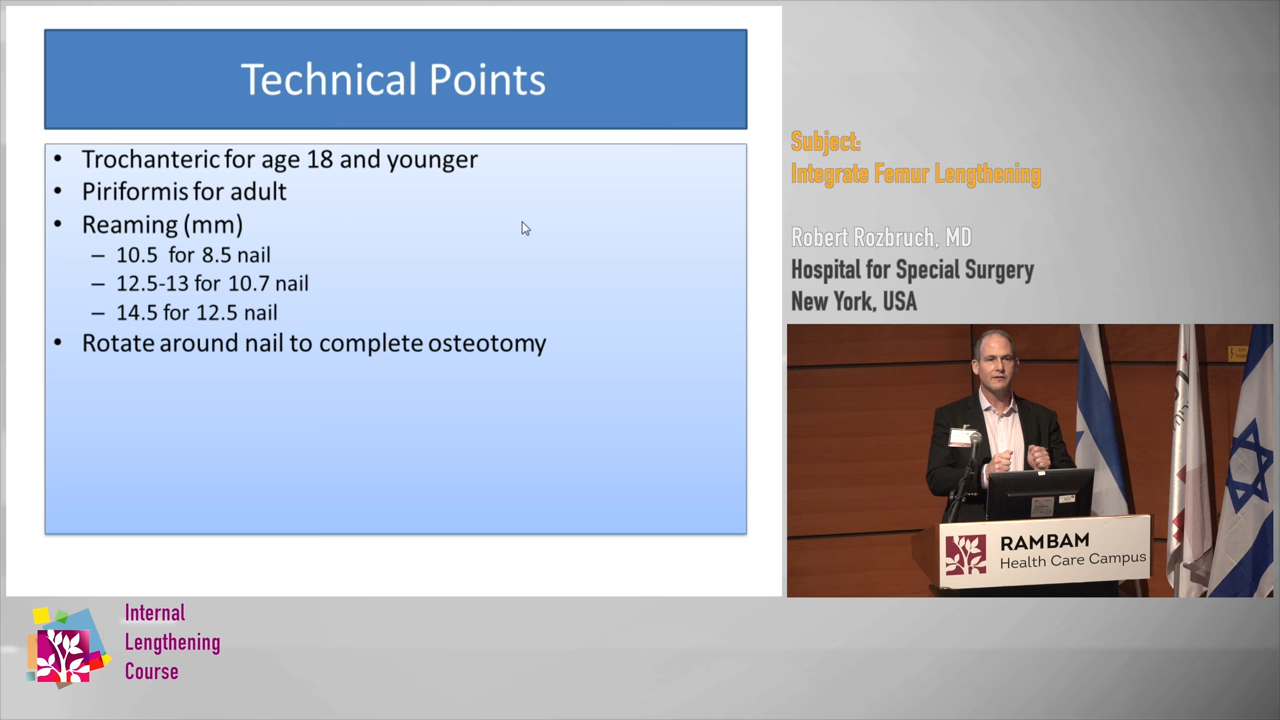 Technical Points
• Trochanteric for age 18 and younger
• Piriformis for adult
• Reaming (mm)
– 10.5 for 8.5 nail
– 12.5-13 for 10.7 nail
– 14.5 for 12.5 nail
• Rotate around nail to complete osteotomy
Subject:
Integrate Femur Lengthening
Robert Rozbruch, MD
Hospital for Special Surgery
New York, USA
RAMBAM
Health Care Campus
Internal
Lengthening
Course